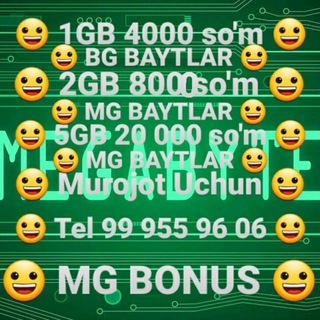 1GB 4000 so'm
BG BAYTLAR
2GB 8000 so'm
MG BAYTLAR
5GB 20 000 so'm
MG BAYTLAR
MEGABYTE
Murojot Uchun
Tel 99 955 96 06
MG BONUS